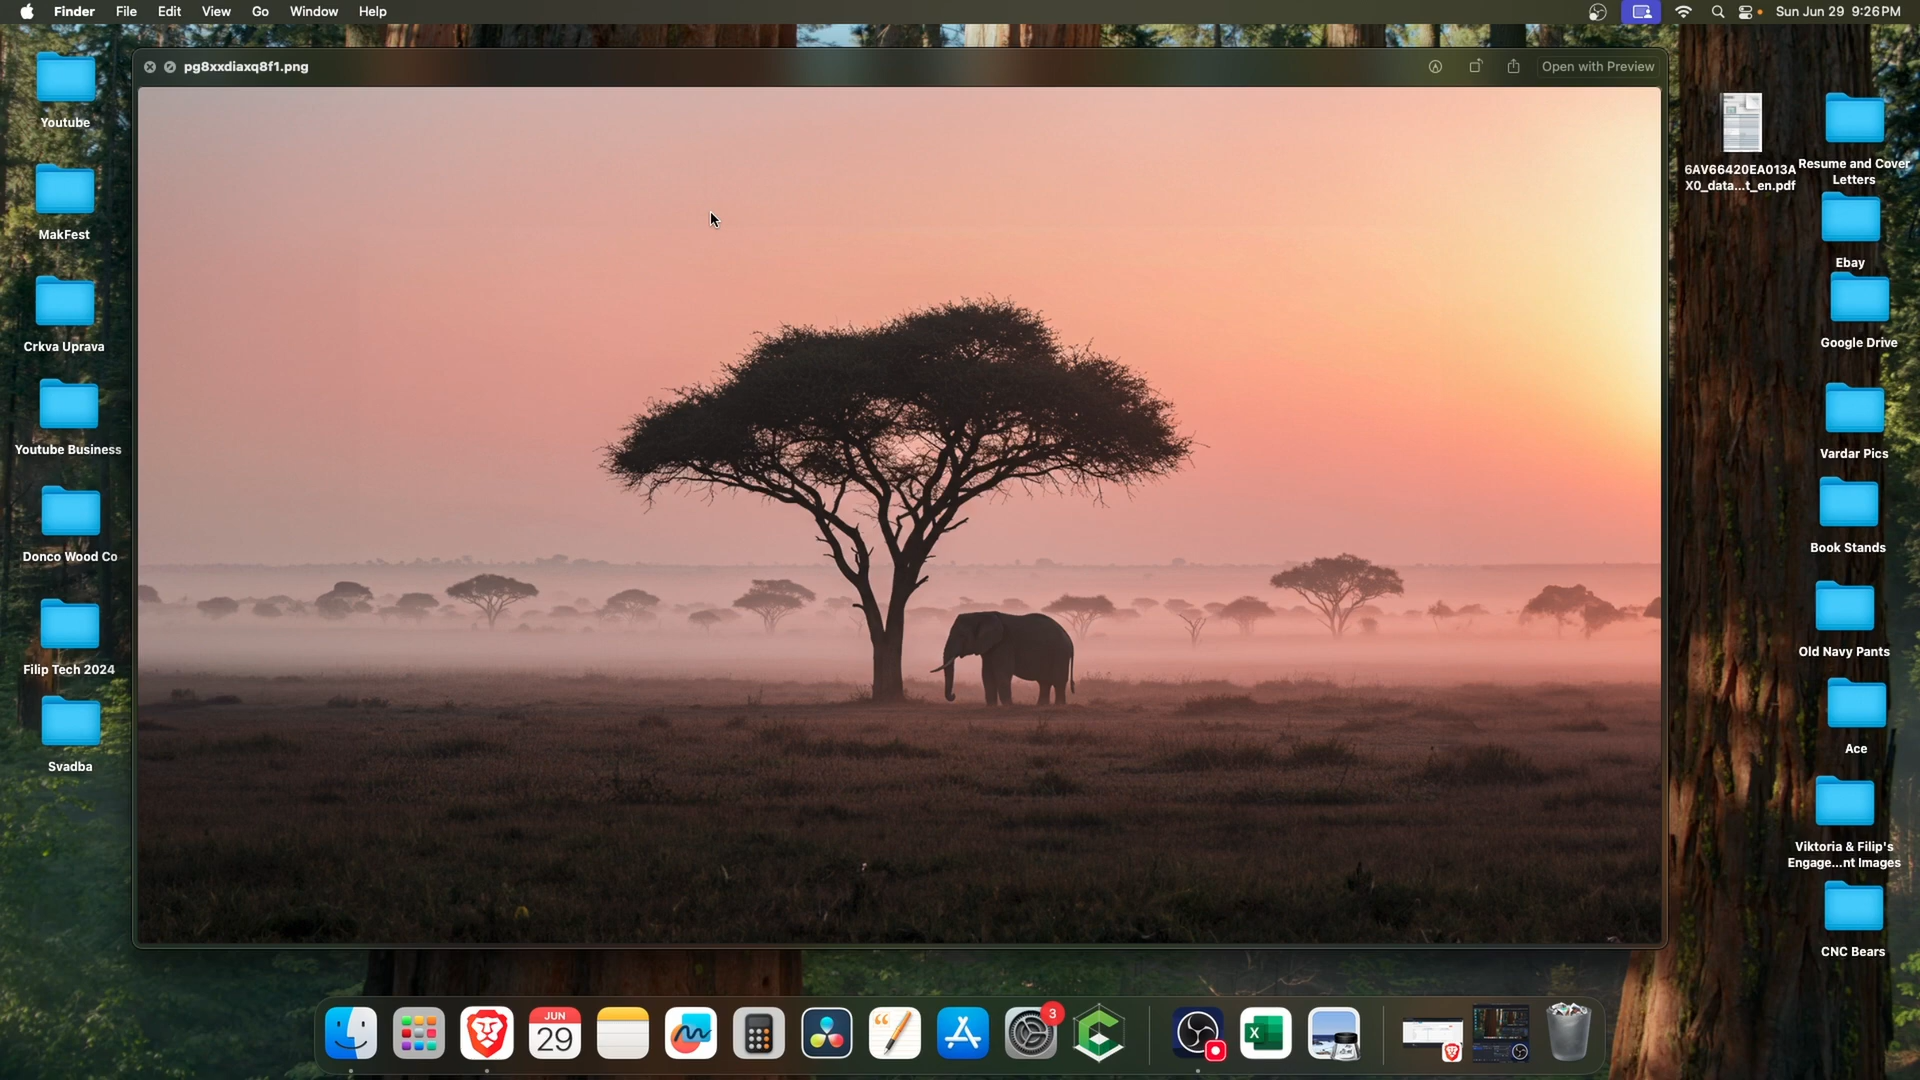 Finder File Edit View Go Window Help Sun Jun 29 9:26 PM
pg8xxdiaxq8f1.png Open with Preview
Youtube
MakFest
Crkva Uprava
Youtube Business
Donco Wood Co
Filip Tech 2024
Svadba
6AV66420EA013A
X0_data...t_en.pdf
Resume and Cover
Letters
Ebay
Google Drive
Vardar Pics
Book Stands
Old Navy Pants
Ace
Viktoria & Filip's
Engage...nt Images
CNC Bears
JUN
29
3
X